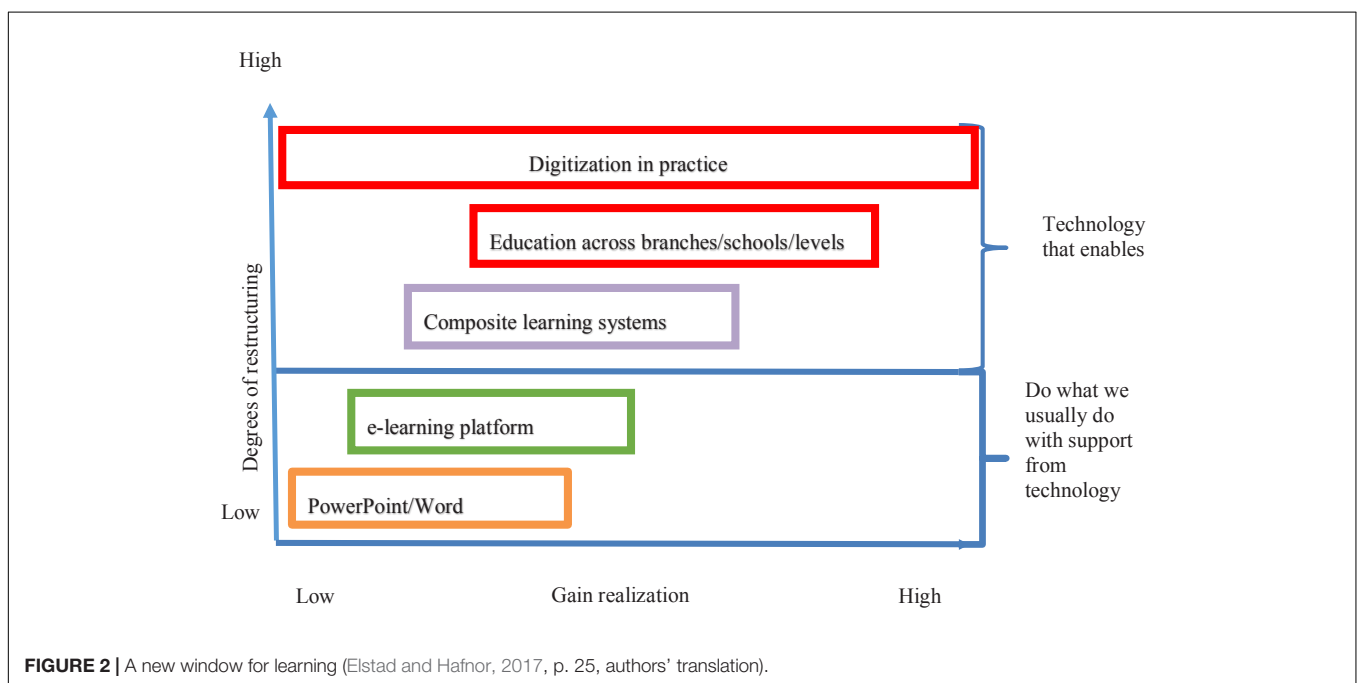 High
Digitization in practice
Education across branches/schools/levels
Technology
that enables
Composite learning systems
Degrees of restructuring
e-learning platform
Do what we
usually do
with support
from
technology
PowerPoint/Word
Low
Low
Gain realization
High
FIGURE 2 | A new window for learning (Elstad and Hafnor, 2017, p. 25, authors’ translation).